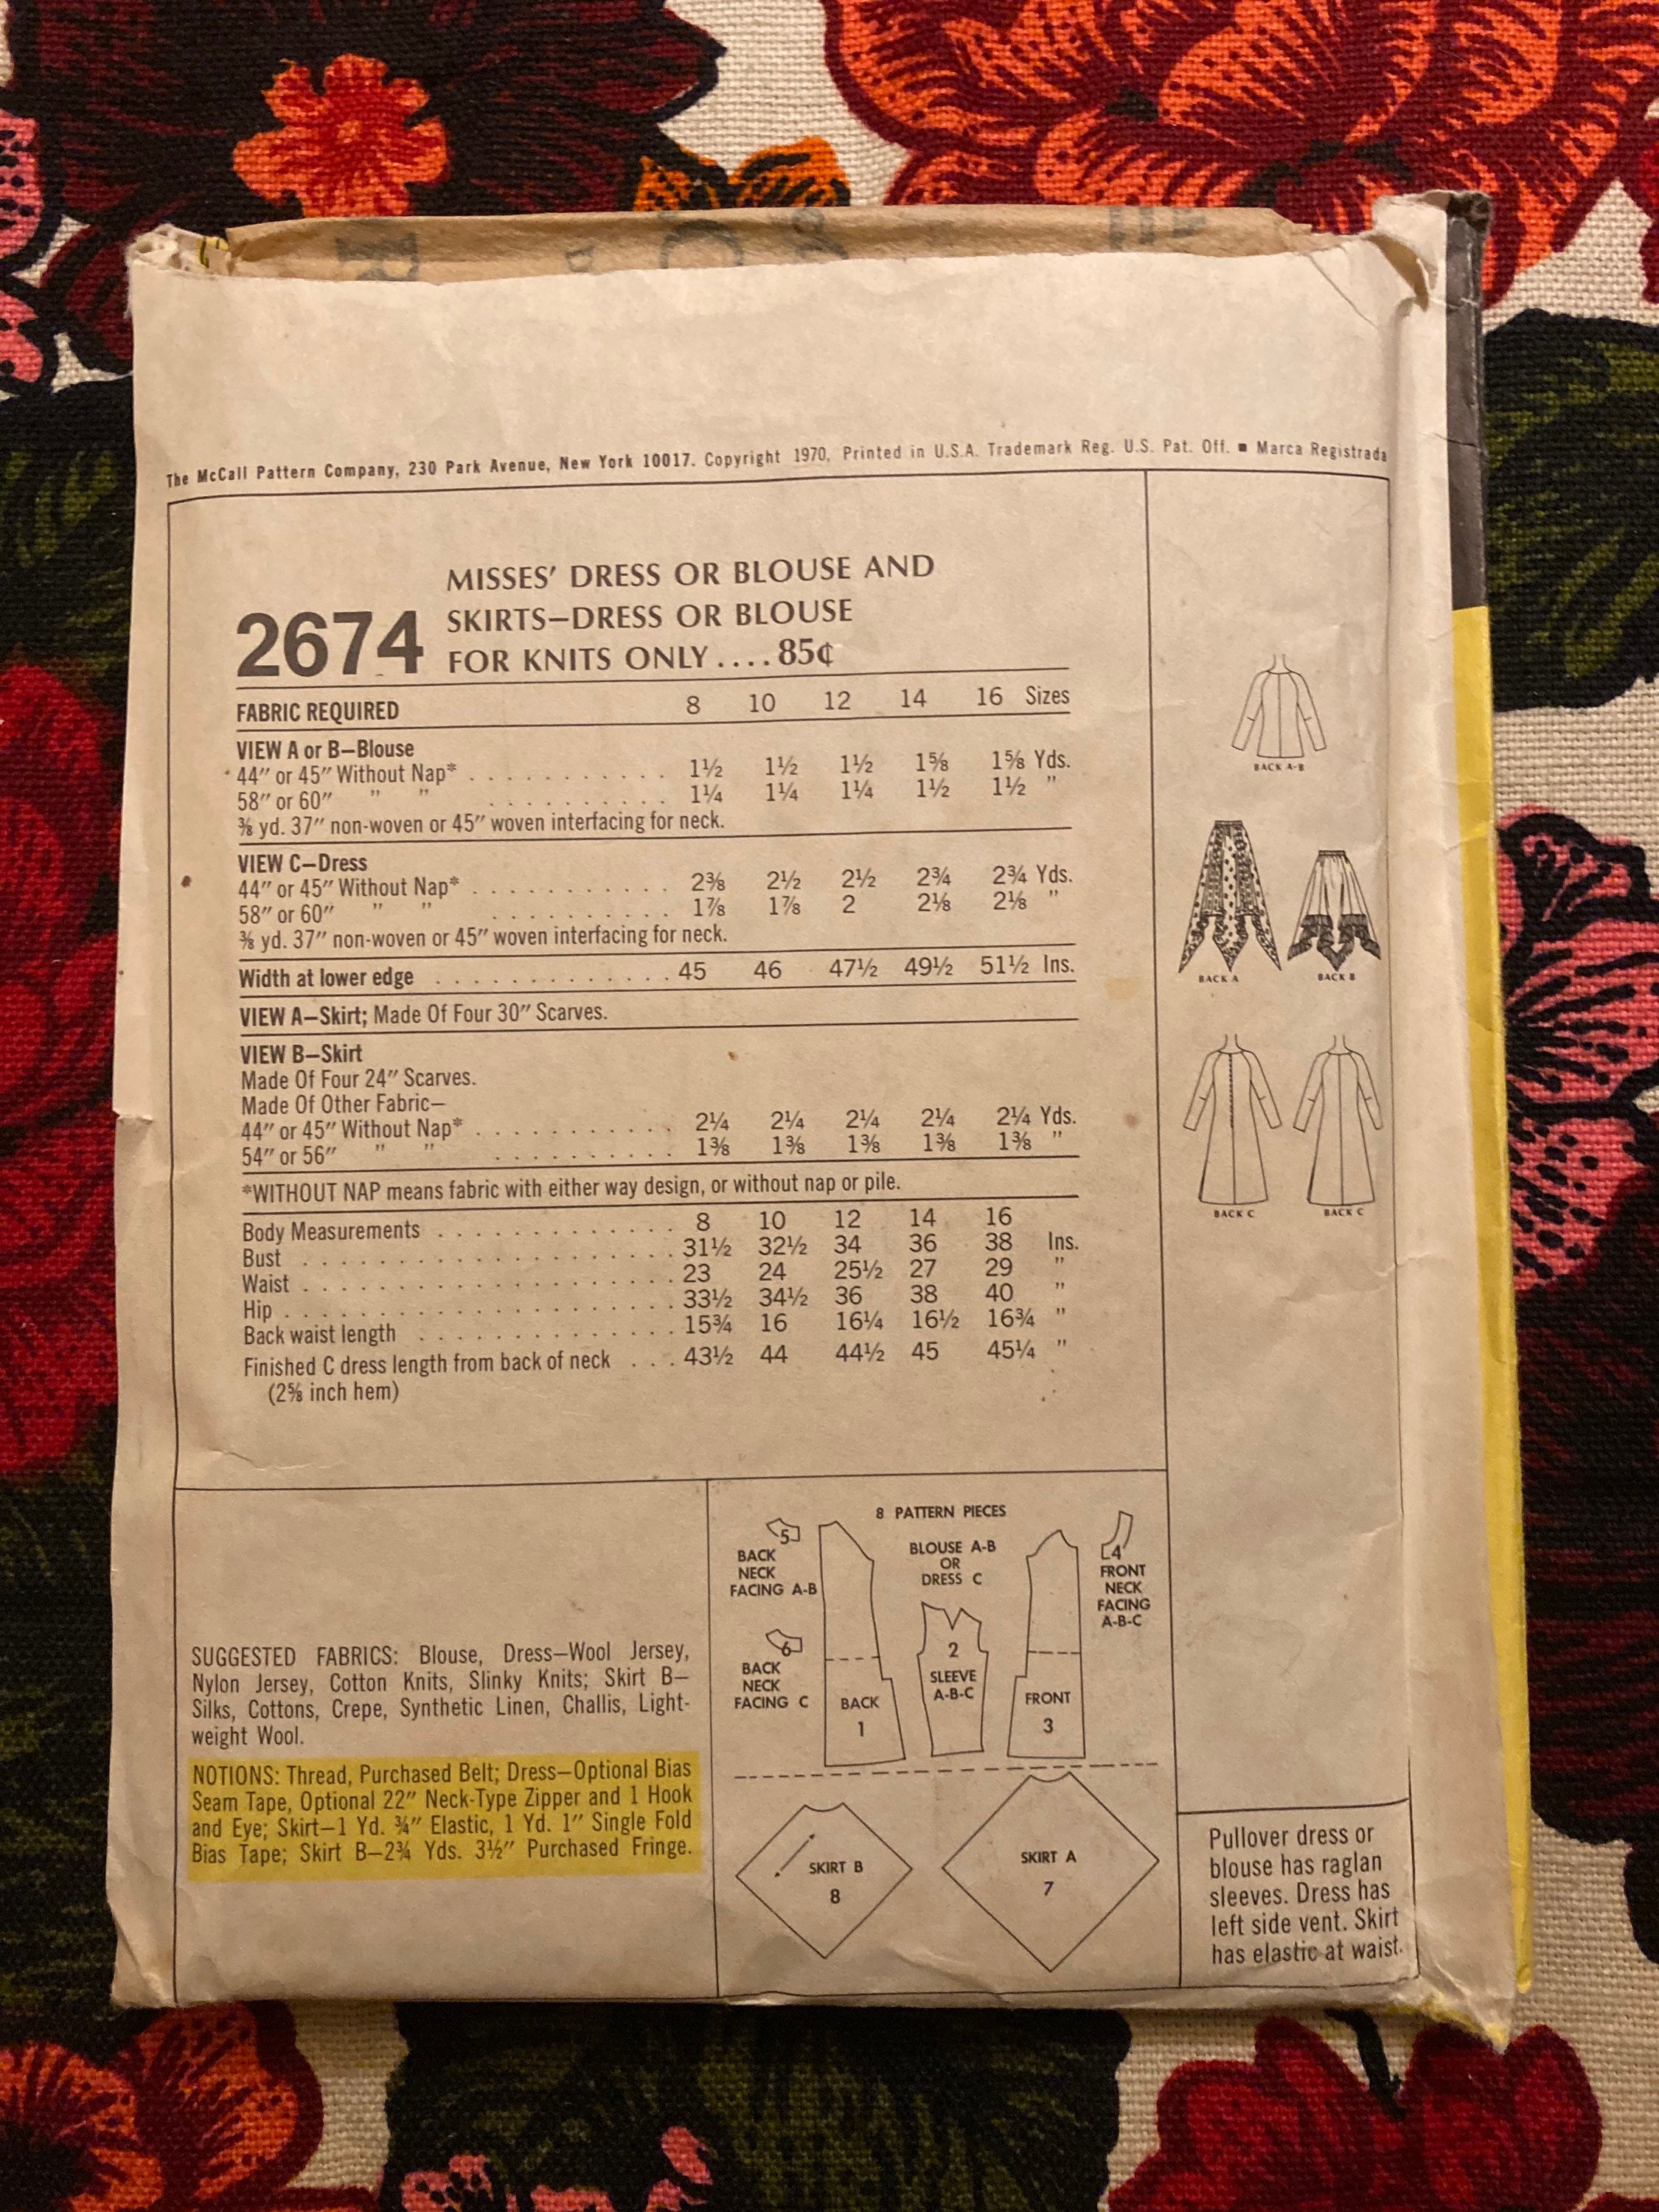 The McCall Pattern Company, 230 Park Avenue, New York 10017. Copyright 1970, Printed in U.S.A. Trademark Reg. U.S. Pat. Off. ■ Marca Registrada
2674
MISSES' DRESS OR BLOUSE AND
SKIRTS—DRESS OR BLOUSE
FOR KNITS ONLY .... 85¢
FABRIC REQUIRED 8 10 12 14 16 Sizes
VIEW A or B—Blouse
44" or 45" Without Nap* . . . . . . . . . . . 1½ 1½ 1½ 1⅝ 1⅝ Yds.
58" or 60" " " . . . . . . . . . . 1¼ 1¼ 1¼ 1½ 1½ "
⅜ yd. 37" non-woven or 45" woven interfacing for neck.
VIEW C—Dress
44" or 45" Without Nap* . . . . . . . . . . . 2⅜ 2½ 2½ 2¾ 2¾ Yds.
58" or 60" " " . . . . . . . . . . 1⅞ 1⅞ 2 2⅛ 2⅛ "
⅜ yd. 37" non-woven or 45" woven interfacing for neck.
Width at lower edge . . . . . . . . . . . . . 45 46 47½ 49½ 51½ Ins.
VIEW A—Skirt; Made Of Four 30" Scarves.
VIEW B—Skirt
Made Of Four 24" Scarves.
Made Of Other Fabric—
44" or 45" Without Nap* . . . . . . . . . . . 2¼ 2¼ 2¼ 2¼ 2¼ Yds.
54" or 56" " " . . . . . . . . . . 1⅜ 1⅜ 1⅜ 1⅜ 1⅜ "
*WITHOUT NAP means fabric with either way design, or without nap or pile.
Body Measurements . . . . . . . . . . . . . 8 10 12 14 16
Bust . . . . . . . . . . . . . . . . . . . . 31½ 32½ 34 36 38 Ins.
Waist . . . . . . . . . . . . . . . . . . . . 23 24 25½ 27 29 "
Hip . . . . . . . . . . . . . . . . . . . . . 33½ 34½ 36 38 40 "
Back waist length . . . . . . . . . . . . . . 15¾ 16 16¼ 16½ 16¾ "
Finished C dress length from back of neck . . . 43½ 44 44½ 45 45¼ "
(2⅝ inch hem)
BACK A-B
BACK A
BACK B
BACK C
BACK C
SUGGESTED FABRICS: Blouse, Dress—Wool Jersey,
Nylon Jersey, Cotton Knits, Slinky Knits; Skirt B—
Silks, Cottons, Crepe, Synthetic Linen, Challis, Light-
weight Wool.
NOTIONS: Thread, Purchased Belt; Dress—Optional Bias
Seam Tape, Optional 22" Neck-Type Zipper and 1 Hook
and Eye; Skirt—1 Yd. ¾" Elastic, 1 Yd. 1" Single Fold
Bias Tape; Skirt B—2¾ Yds. 3½" Purchased Fringe.
8 PATTERN PIECES
BLOUSE A-B
OR
DRESS C
5
BACK
NECK
FACING A-B
6
BACK
NECK
FACING C
BACK
1
2
SLEEVE
A-B-C
FRONT
3
4
FRONT
NECK
FACING
A-B-C
SKIRT B
8
SKIRT A
7
Pullover dress or
blouse has raglan
sleeves. Dress has
left side vent. Skirt
has elastic at waist.